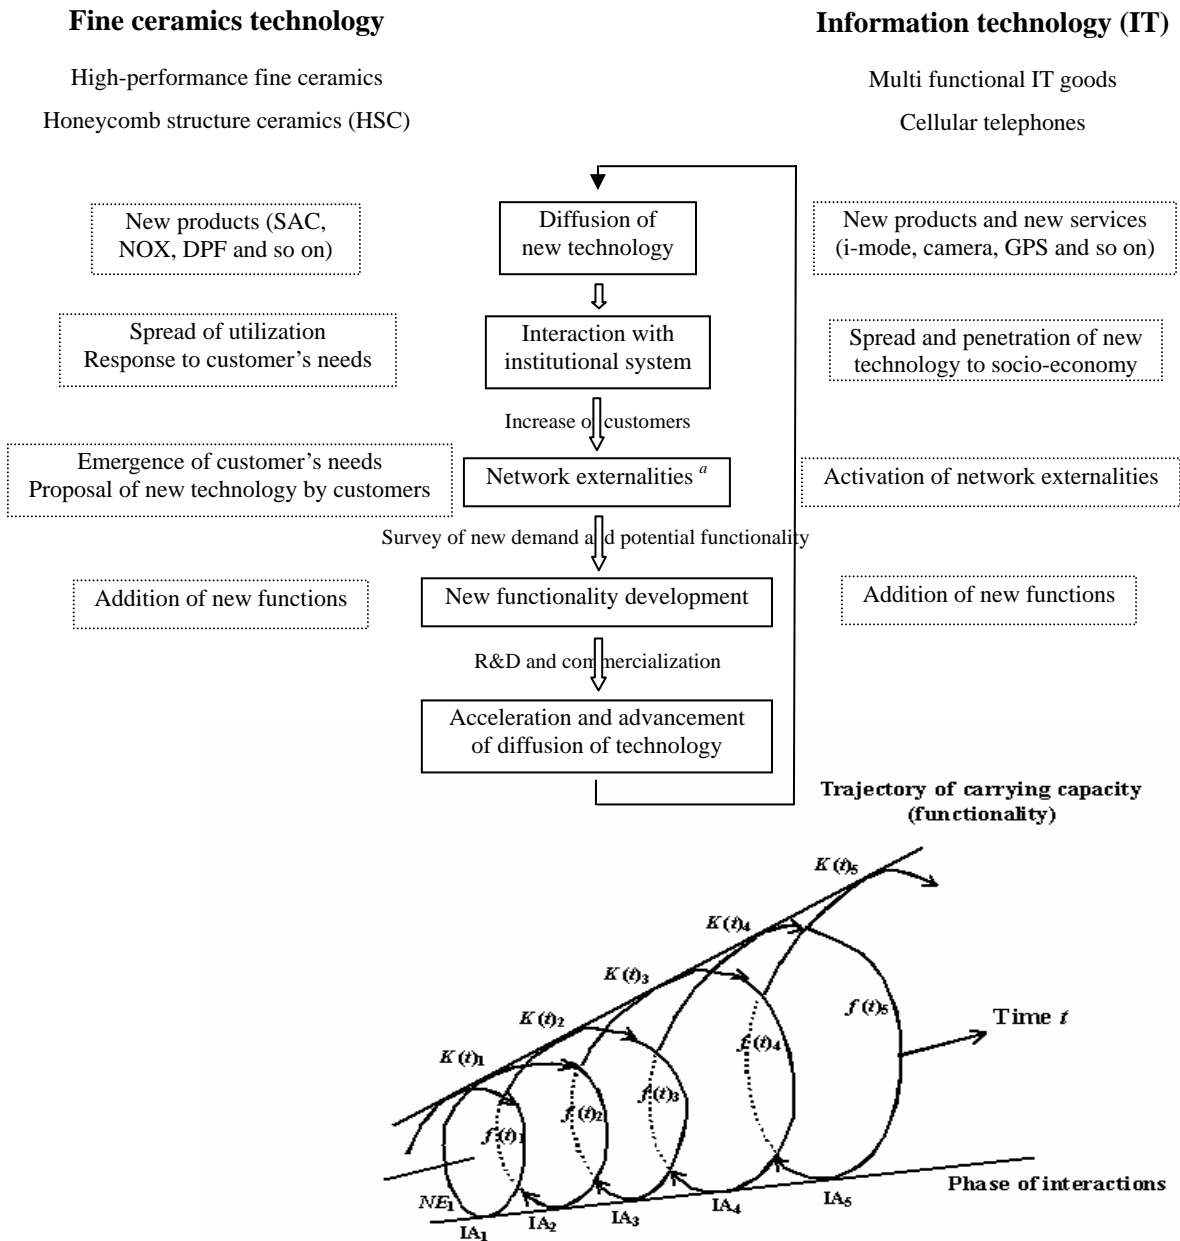 Fine ceramics technology
Information technology (IT)
High-performance fine ceramics
Multi functional IT goods
Honeycomb structure ceramics (HSC)
Cellular telephones
New products (SAC,
NOX, DPF and so on)
Diffusion of
new technology
New products and new services
(i-mode, camera, GPS and so on)
Spread of utilization
Response to customer’s needs
Interaction with
institutional system
Spread and penetration of new
technology to socio-economy
Increase of customers
Emergence of customer’s needs
Proposal of new technology by customers
Network externalities a
Activation of network externalities
Survey of new demand and potential functionality
Addition of new functions
New functionality development
Addition of new functions
R&D and commercialization
Acceleration and advancement
of diffusion of technology
Trajectory of carrying capacity
(functionality)
K(t)5
K(t)4
K(t)3
K(t)2
K(t)1
f(t)5
f(t)4
f(t)3
f(t)2
f(t)1
Time t
NE1
Phase of interactions
IA1
IA2
IA3
IA4
IA5